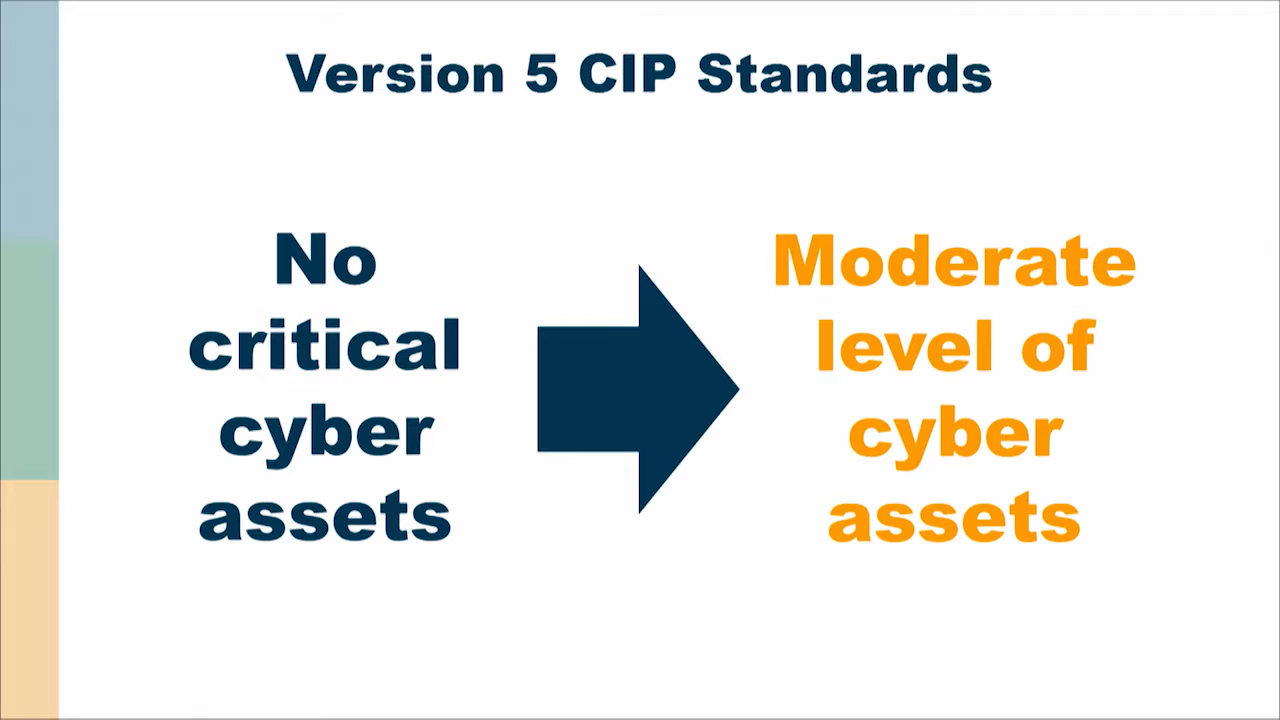 Version 5 CIP Standards
No
critical
cyber
assets
Moderate
level of
cyber
assets